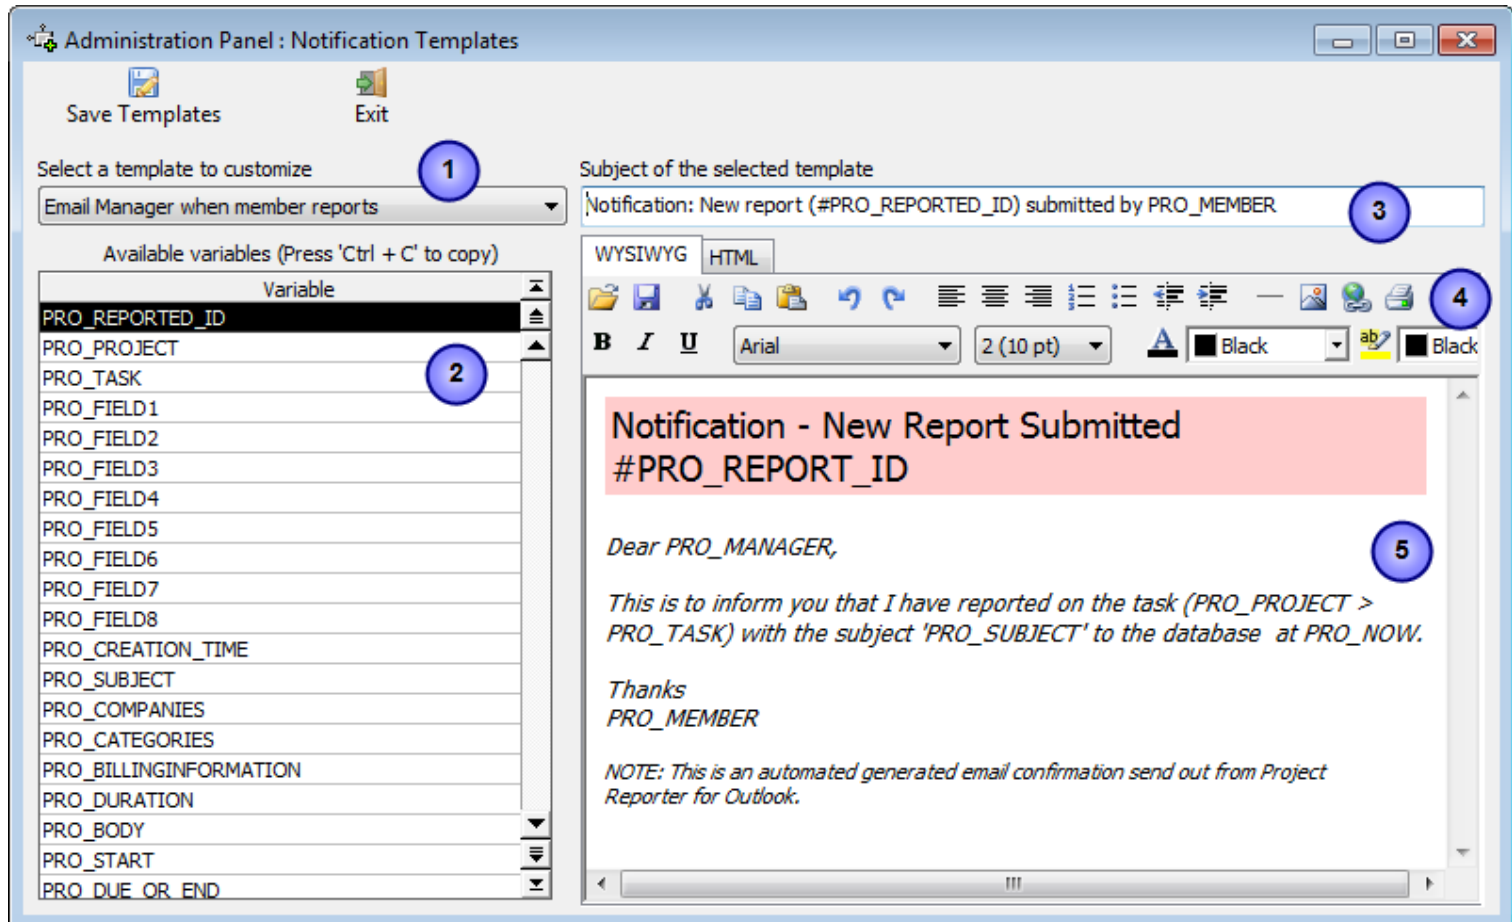 Administration Panel : Notification Templates
Save Templates
Exit
Select a template to customize
1
Email Manager when member reports
Available variables (Press 'Ctrl + C' to copy)
Variable
PRO_REPORTED_ID
PRO_PROJECT
PRO_TASK
2
PRO_FIELD1
PRO_FIELD2
PRO_FIELD3
PRO_FIELD4
PRO_FIELD5
PRO_FIELD6
PRO_FIELD7
PRO_FIELD8
PRO_CREATION_TIME
PRO_SUBJECT
PRO_COMPANIES
PRO_CATEGORIES
PRO_BILLINGINFORMATION
PRO_DURATION
PRO_BODY
PRO_START
PRO_DUE_OR_END
Subject of the selected template
Notification: New report (#PRO_REPORTED_ID) submitted by PRO_MEMBER
3
WYSIWYG HTML
4
B I U Arial 2 (10 pt) A Black ab Black
Notification - New Report Submitted
#PRO_REPORT_ID
Dear PRO_MANAGER,
5
This is to inform you that I have reported on the task (PRO_PROJECT >
PRO_TASK) with the subject 'PRO_SUBJECT' to the database at PRO_NOW.
Thanks
PRO_MEMBER
NOTE: This is an automated generated email confirmation send out from Project
Reporter for Outlook.